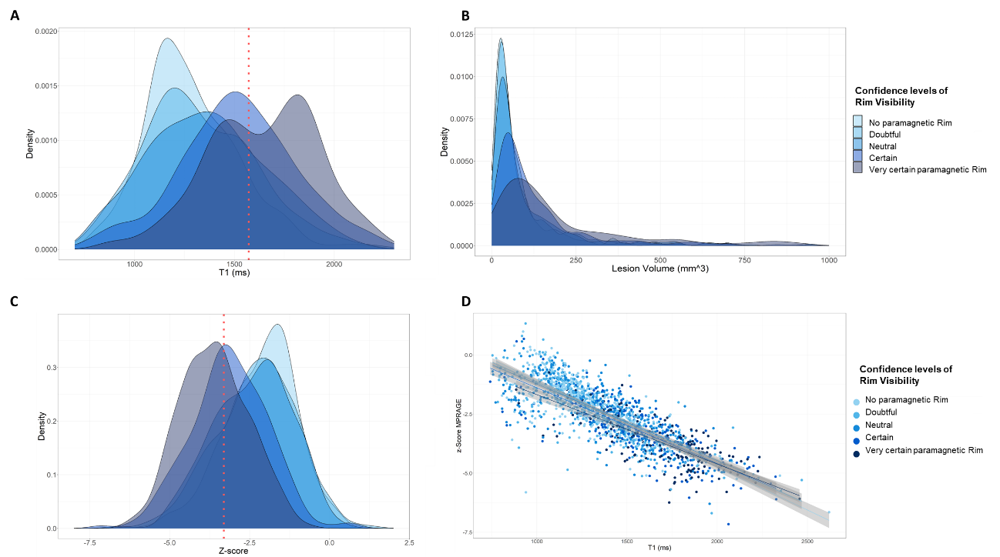 A
0.0020
0.0015
0.0010
0.0005
0.0000
Density
1000
1500
2000
T1 (ms)
B
0.0125
0.0100
0.0075
0.0050
0.0025
0.0000
Density
0
250
500
750
1000
Lesion Volume (mm^3)
Confidence levels of
Rim Visibility
No paramagnetic Rim
Doubtful
Neutral
Certain
Very certain paramagnetic Rim
C
0.3
0.2
0.1
0.0
Density
-7.5
-5.0
-2.5
0.0
2.5
Z-score
D
0.0
-2.5
-5.0
-7.5
z-Score MPRAGE
1000
1500
2000
2500
T1 (ms)
Confidence levels of
Rim Visibility
No paramagnetic Rim
Doubtful
Neutral
Certain
Very certain paramagnetic Rim